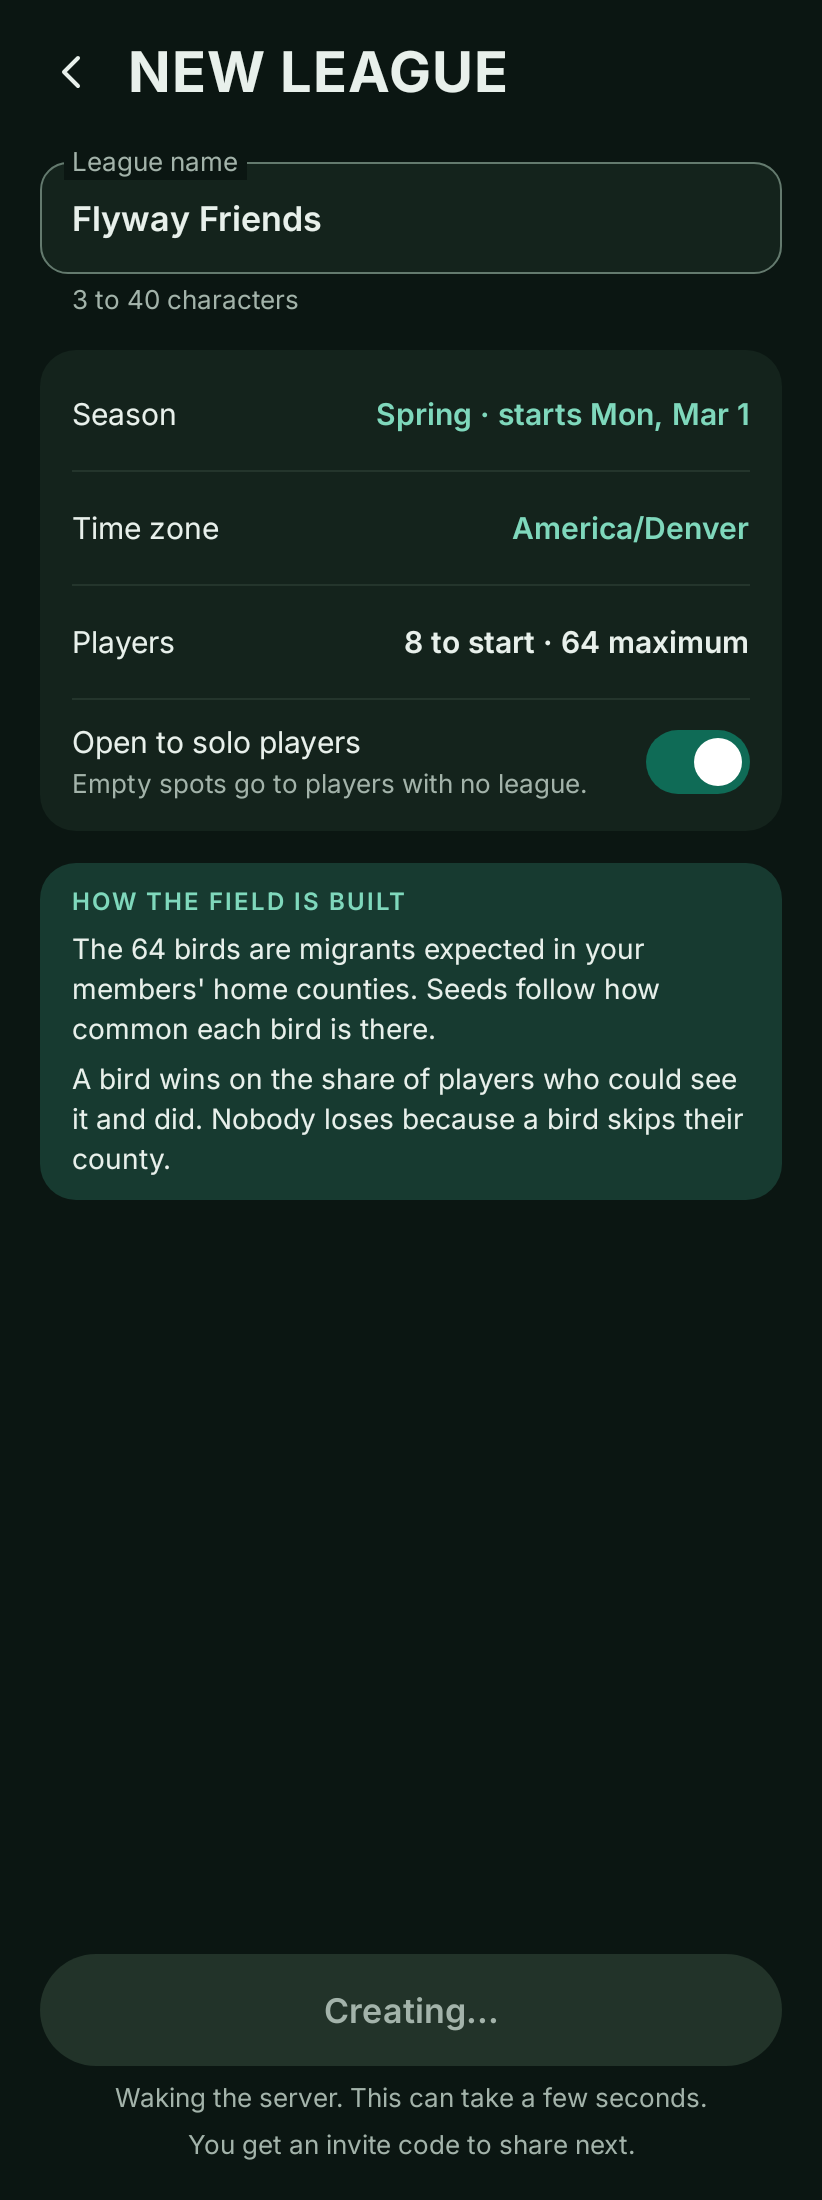 NEW LEAGUE
League name
Flyway Friends
3 to 40 characters
Season
Spring · starts Mon, Mar 1
Time zone
America/Denver
Players
8 to start · 64 maximum
Open to solo players
Empty spots go to players with no league.
HOW THE FIELD IS BUILT
The 64 birds are migrants expected in your
members' home counties. Seeds follow how
common each bird is there.
A bird wins on the share of players who could see
it and did. Nobody loses because a bird skips their
county.
Creating...
Waking the server. This can take a few seconds.
You get an invite code to share next.